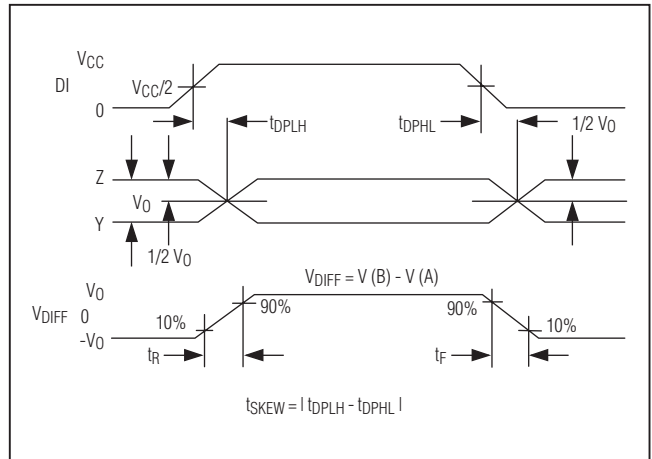 VCC
DI
VCC/2
0
tDPLH
tDPHL
1/2 VO
Z
VO
Y
1/2 VO
VDIFF = V (B) - V (A)
VO
VDIFF 0
-VO
10%
90%
90%
10%
tR
tF
tSKEW = | tDPLH - tDPHL |